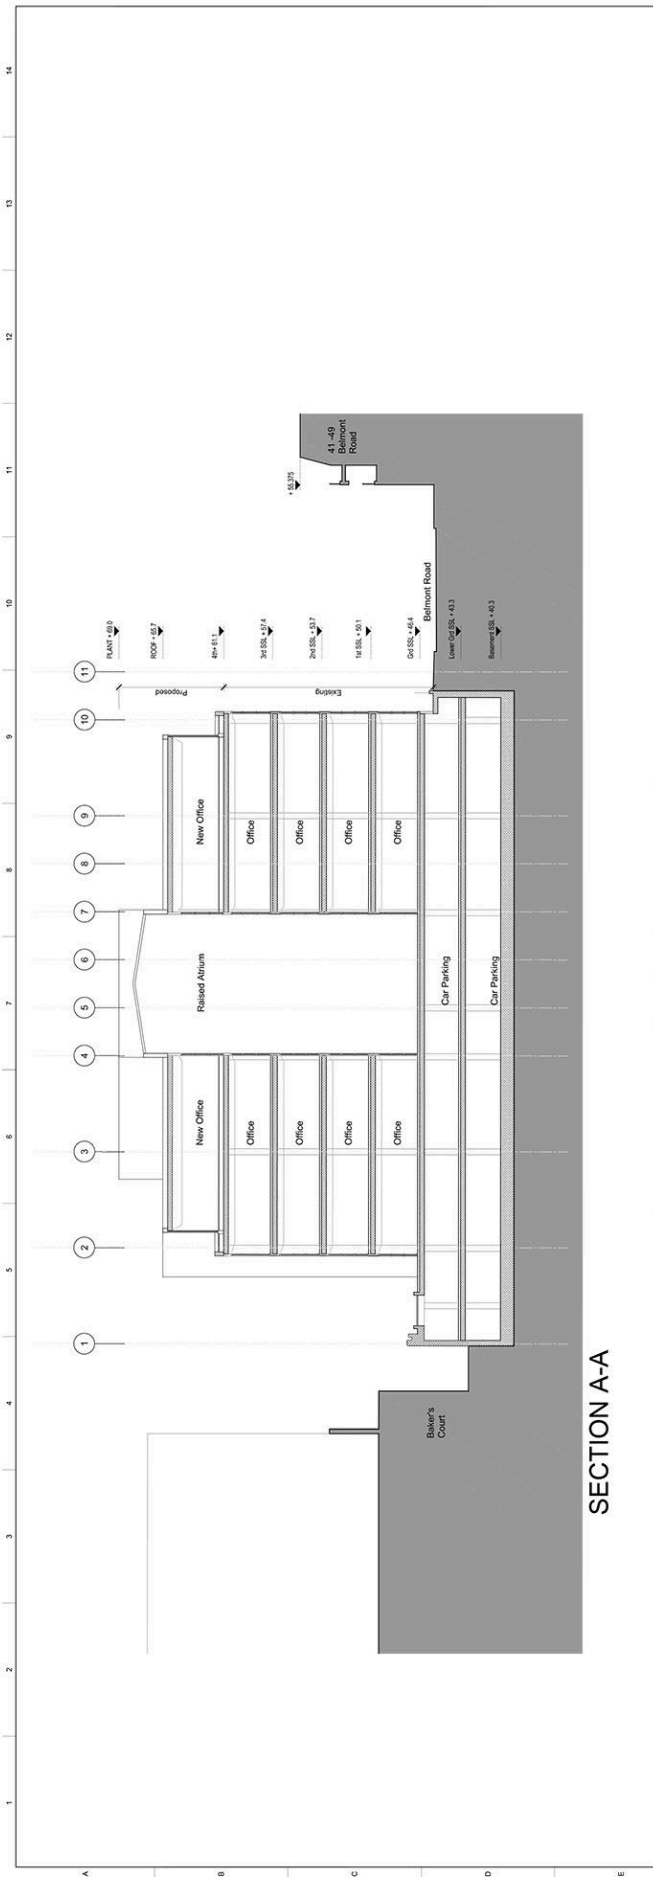 1 2 3 4 5 6 7 8 9 10 11 12 13 14
A
B
C
D
E
1 2 3 4 5 6 7 8 9 10 11
PLANT + 69.0
ROOF + 65.7
4th+ 61.1
3rd SSL + 57.4
2nd SSL + 53.7
1st SSL + 50.1
Grd SSL + 46.4
Lower Grd SSL + 43.3
Basement SSL + 40.3
+ 55.375
Proposed
Existing
New Office
Raised Atrium
New Office
Office
Office
Office
Office
Office
Office
Office
Office
Car Parking
Car Parking
Baker's
Court
Belmont Road
41 -49
Belmont
Road
SECTION A-A